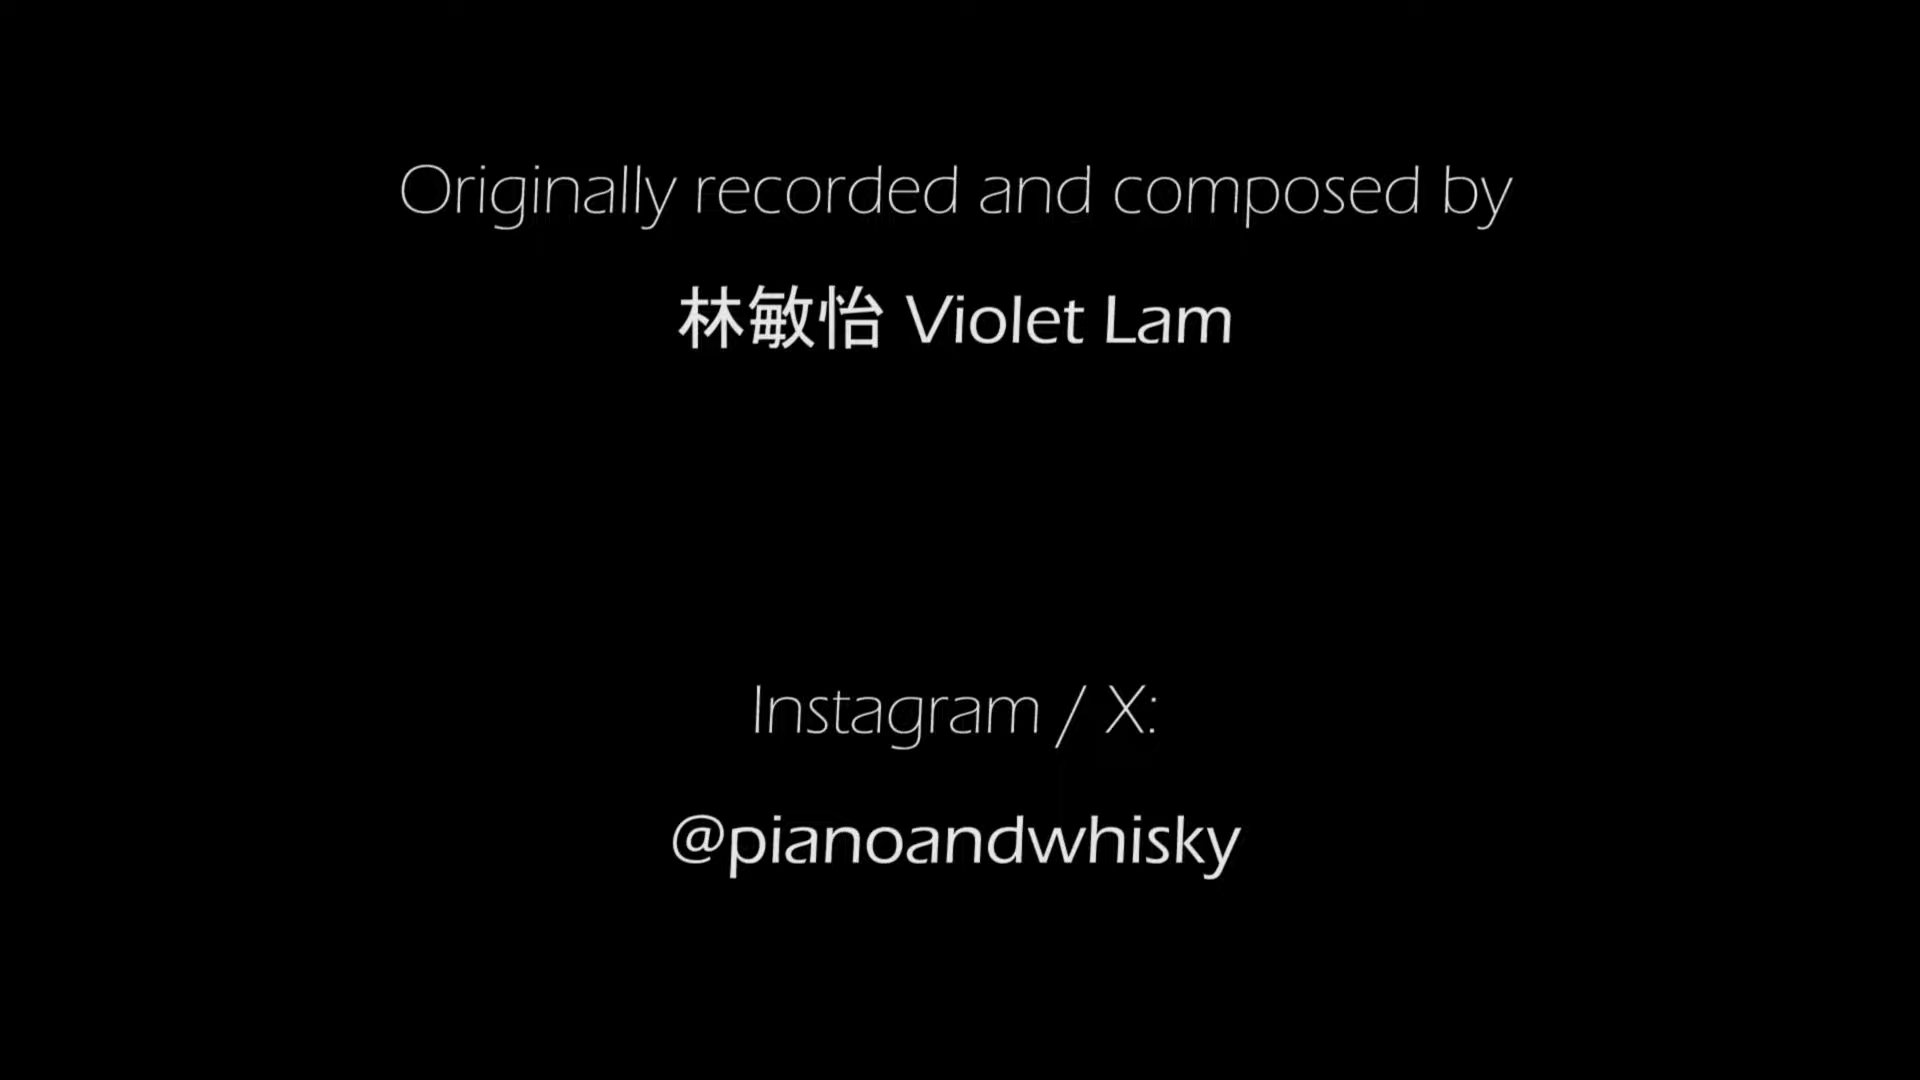 Originally recorded and composed by
林敏怡 Violet Lam
Instagram / X:
@pianoandwhisky